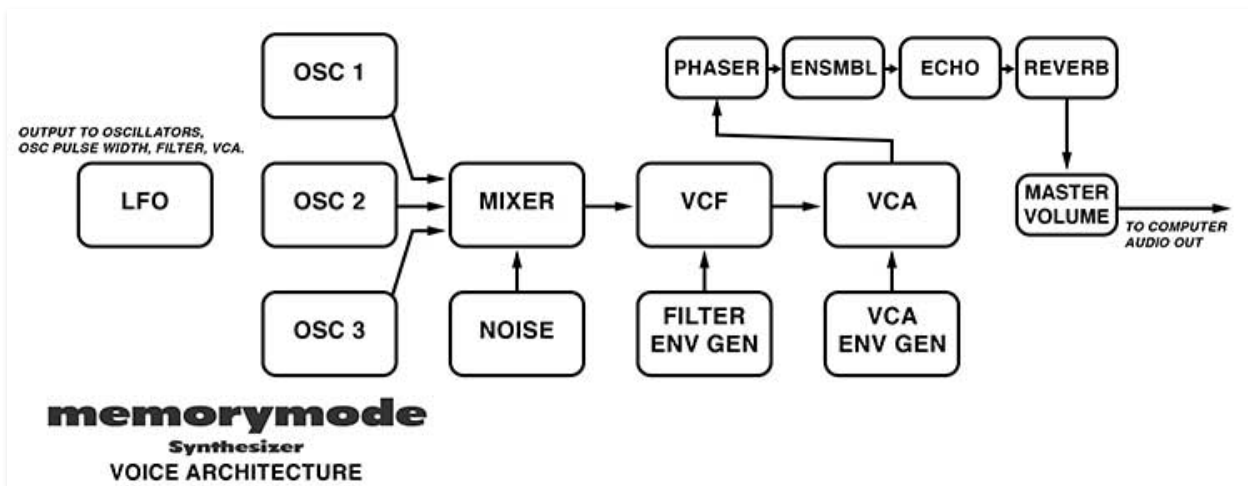 OSC 1
PHASER
ENSMBL
ECHO
REVERB
OUTPUT TO OSCILLATORS,
OSC PULSE WIDTH, FILTER, VCA.
LFO
OSC 2
MIXER
VCF
VCA
MASTER
VOLUME
TO COMPUTER
AUDIO OUT
OSC 3
NOISE
FILTER
ENV GEN
VCA
ENV GEN
memorymode
Synthesizer
VOICE ARCHITECTURE